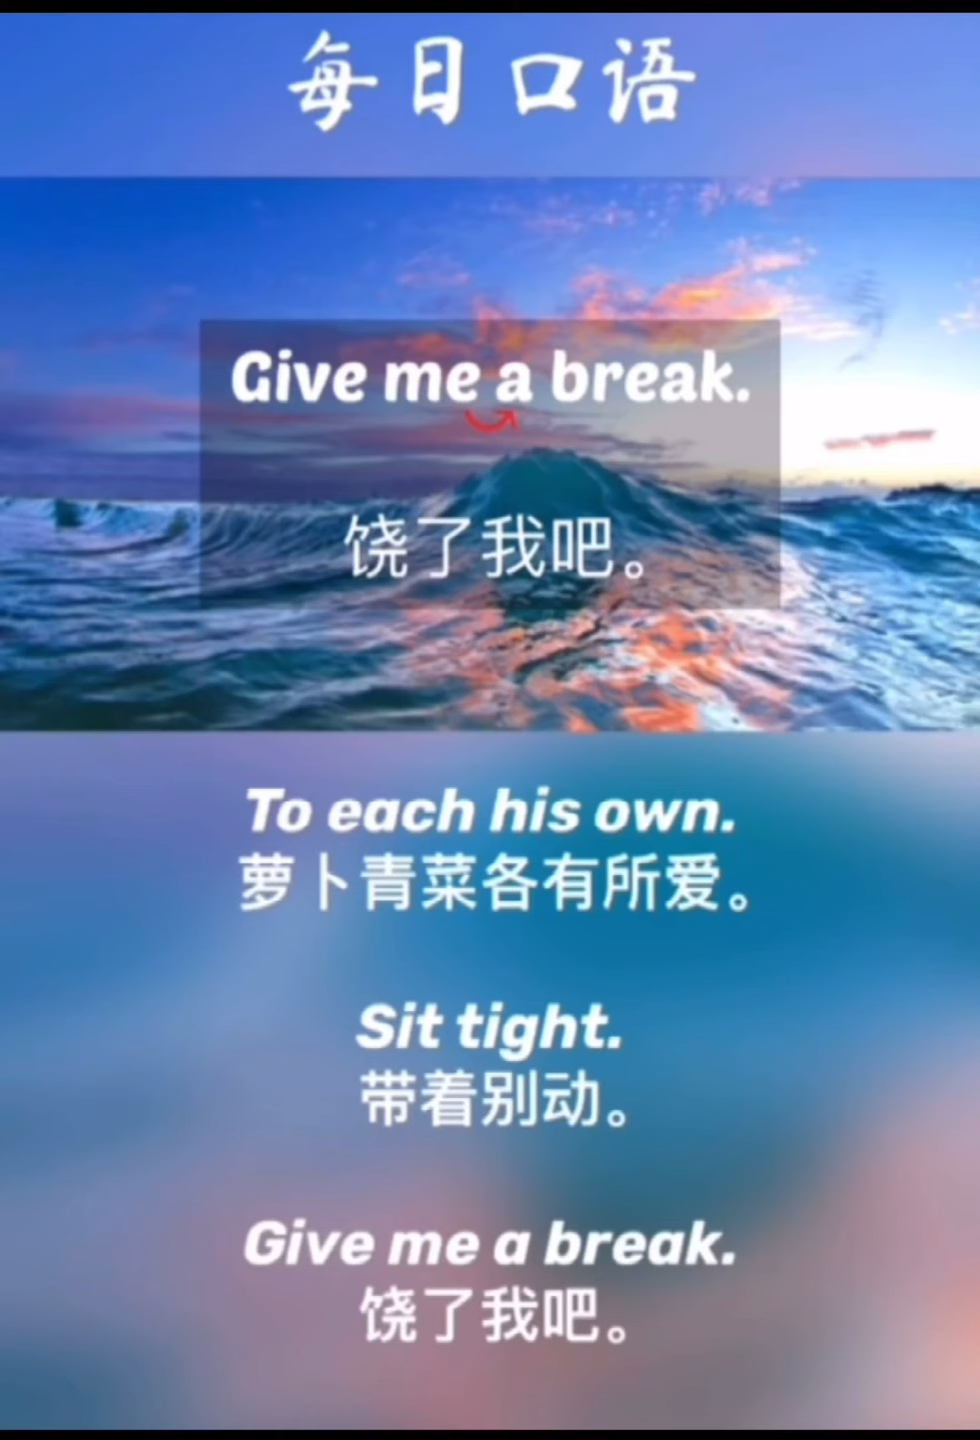 每日口语
Give me a break.
饶了我吧。
To each his own.
萝卜青菜各有所爱。
Sit tight.
带着别动。
Give me a break.
饶了我吧。